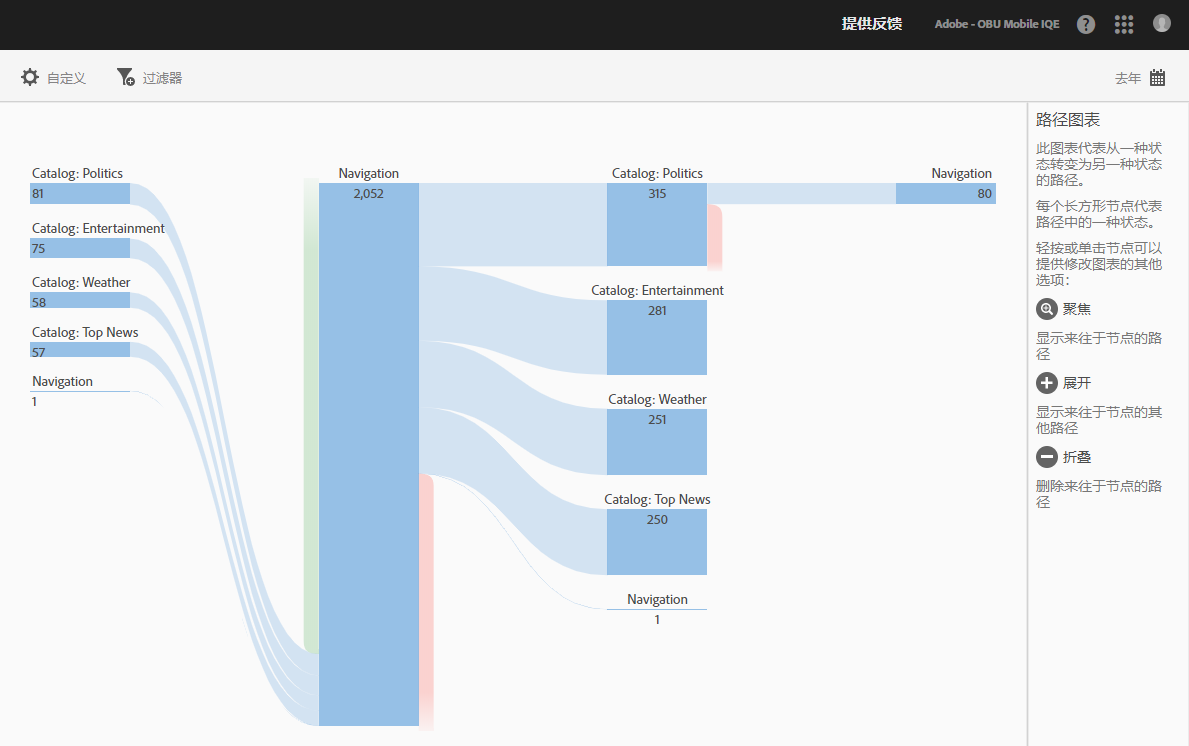 提供反馈
Adobe - OBU Mobile IQE
?
自定义
过滤器
去年
Catalog: Politics
81
Catalog: Entertainment
75
Catalog: Weather
58
Catalog: Top News
57
Navigation
1
Navigation
2,052
Catalog: Politics
315
Catalog: Entertainment
281
Catalog: Weather
251
Catalog: Top News
250
Navigation
1
Navigation
80
路径图表
此图表代表从一种状
态转变为另一种状态
的路径。
每个长方形节点代表
路径中的一种状态。
轻按或单击节点可以
提供修改图表的其他
选项：
聚焦
显示来往于节点的路
径
展开
显示来往于节点的其
他路径
折叠
删除来往于节点的路
径